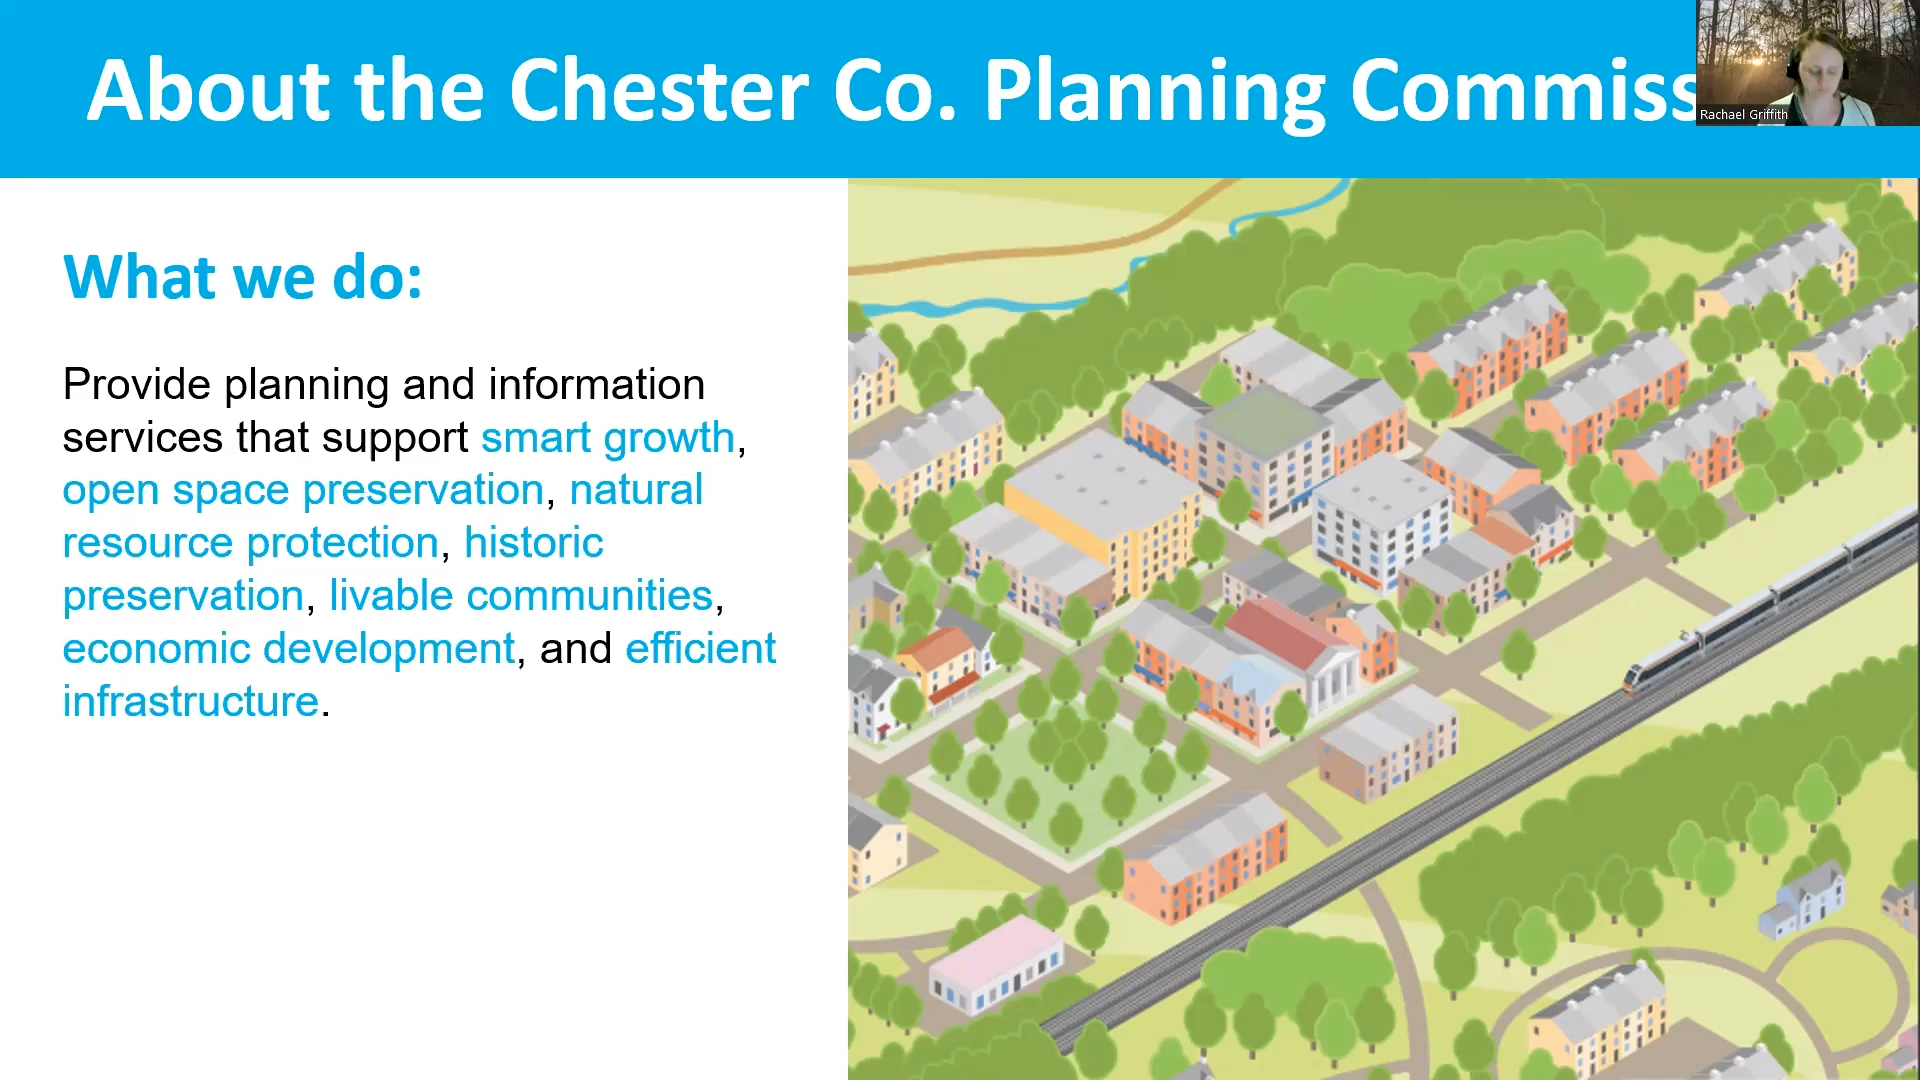 About the Chester Co. Planning Commiss
Rachael Griffith
What we do:
Provide planning and information
services that support smart growth,
open space preservation, natural
resource protection, historic
preservation, livable communities,
economic development, and efficient
infrastructure.